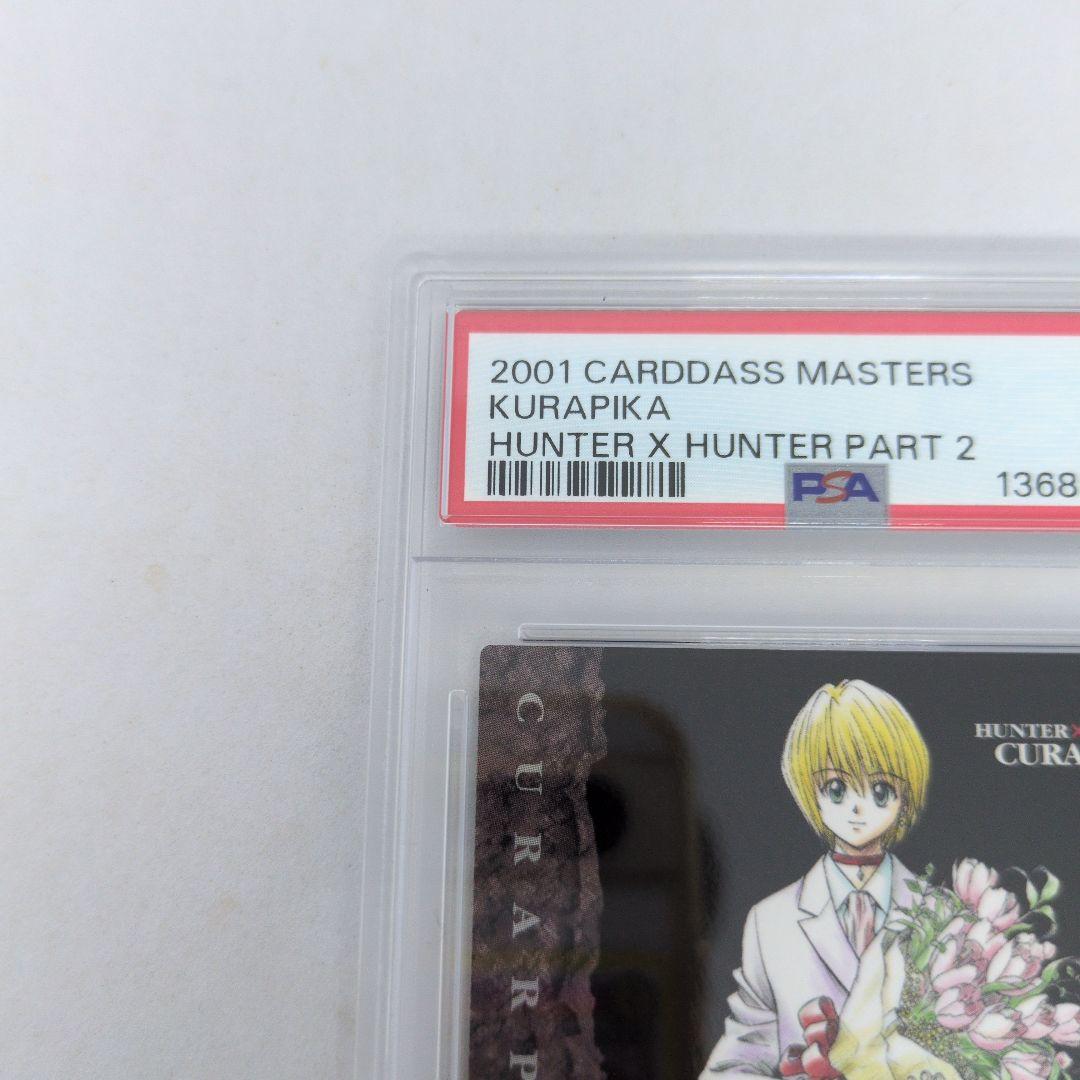 2001 CARDDASS MASTERS
KURAPIKA
HUNTER X HUNTER PART 2
PSA
1368
HUNTER×
CURA
CURARP